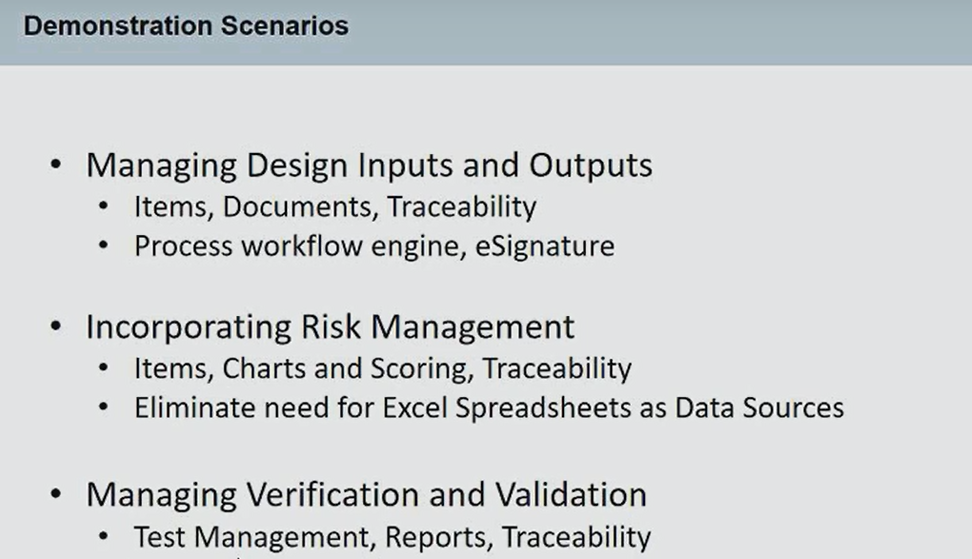 Demonstration Scenarios
• Managing Design Inputs and Outputs
• Items, Documents, Traceability
• Process workflow engine, eSignature
• Incorporating Risk Management
• Items, Charts and Scoring, Traceability
• Eliminate need for Excel Spreadsheets as Data Sources
• Managing Verification and Validation
• Test Management, Reports, Traceability